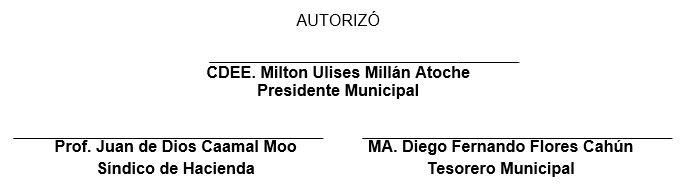 AUTORIZÓ
CDEE. Milton Ulises Millán Atoche
Presidente Municipal
Prof. Juan de Dios Caamal Moo
MA. Diego Fernando Flores Cahún
Síndico de Hacienda
Tesorero Municipal